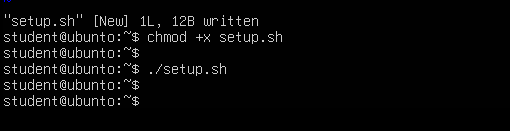 "setup.sh" [New] 1L, 12B written
student@ubunto:~$ chmod +x setup.sh
student@ubunto:~$
student@ubunto:~$ ./setup.sh
student@ubunto:~$
student@ubunto:~$